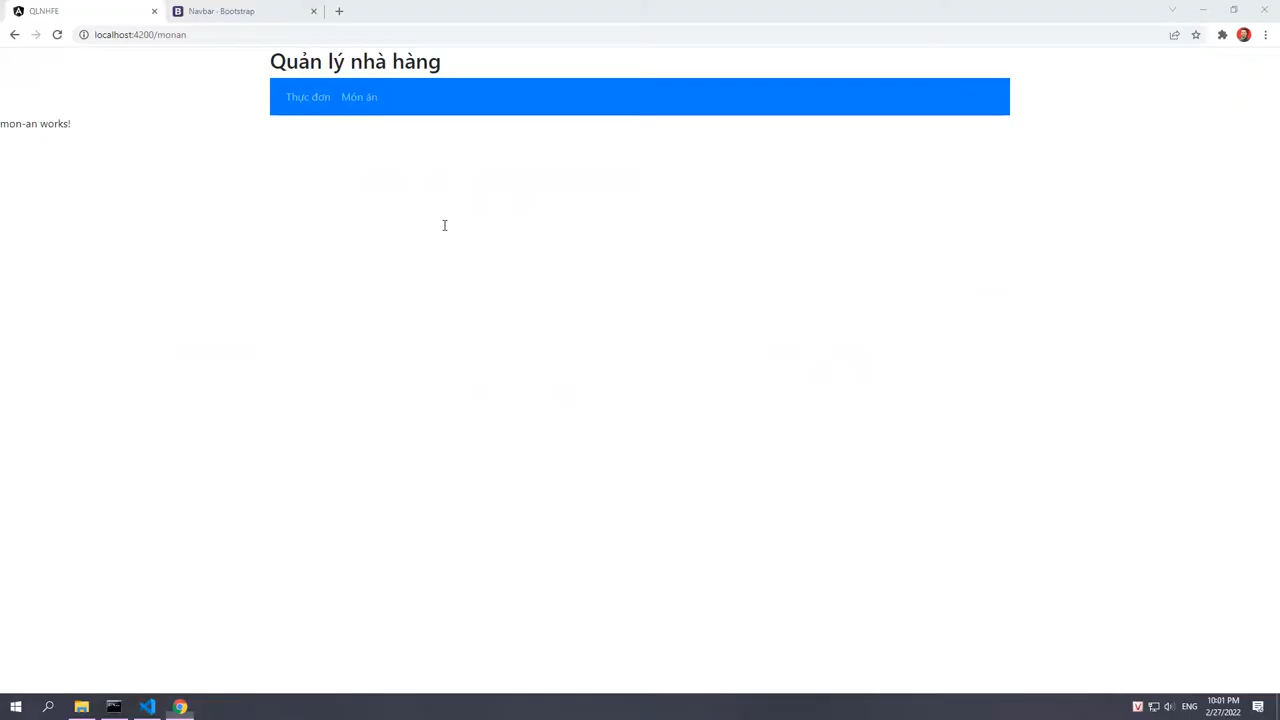 QLNHFE
Navbar · Bootstrap
localhost:4200/monan
Quản lý nhà hàng
Thực đơn Món ăn
mon-an works!
ENG
10:01 PM
2/27/2022